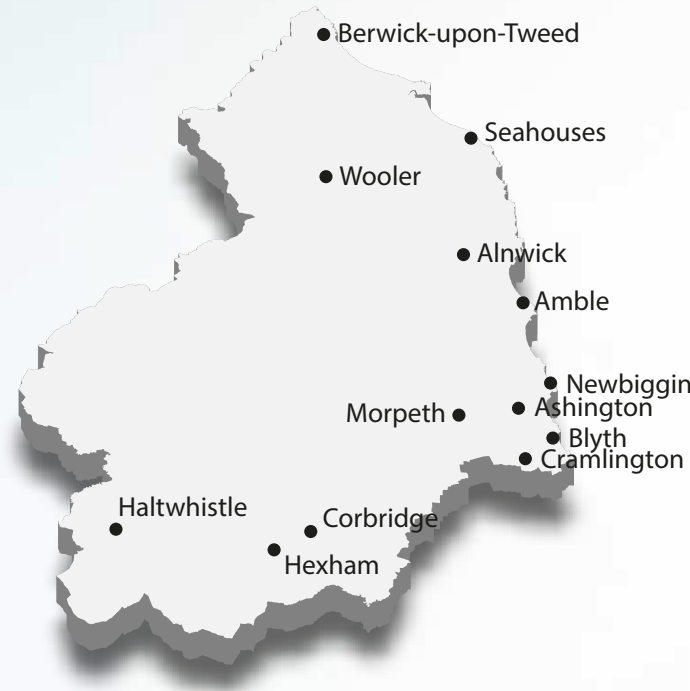 Berwick-upon-Tweed
Seahouses
Wooler
Alnwick
Amble
Newbiggin
Ashington
Morpeth
Blyth
Cramlington
Haltwhistle
Corbridge
Hexham